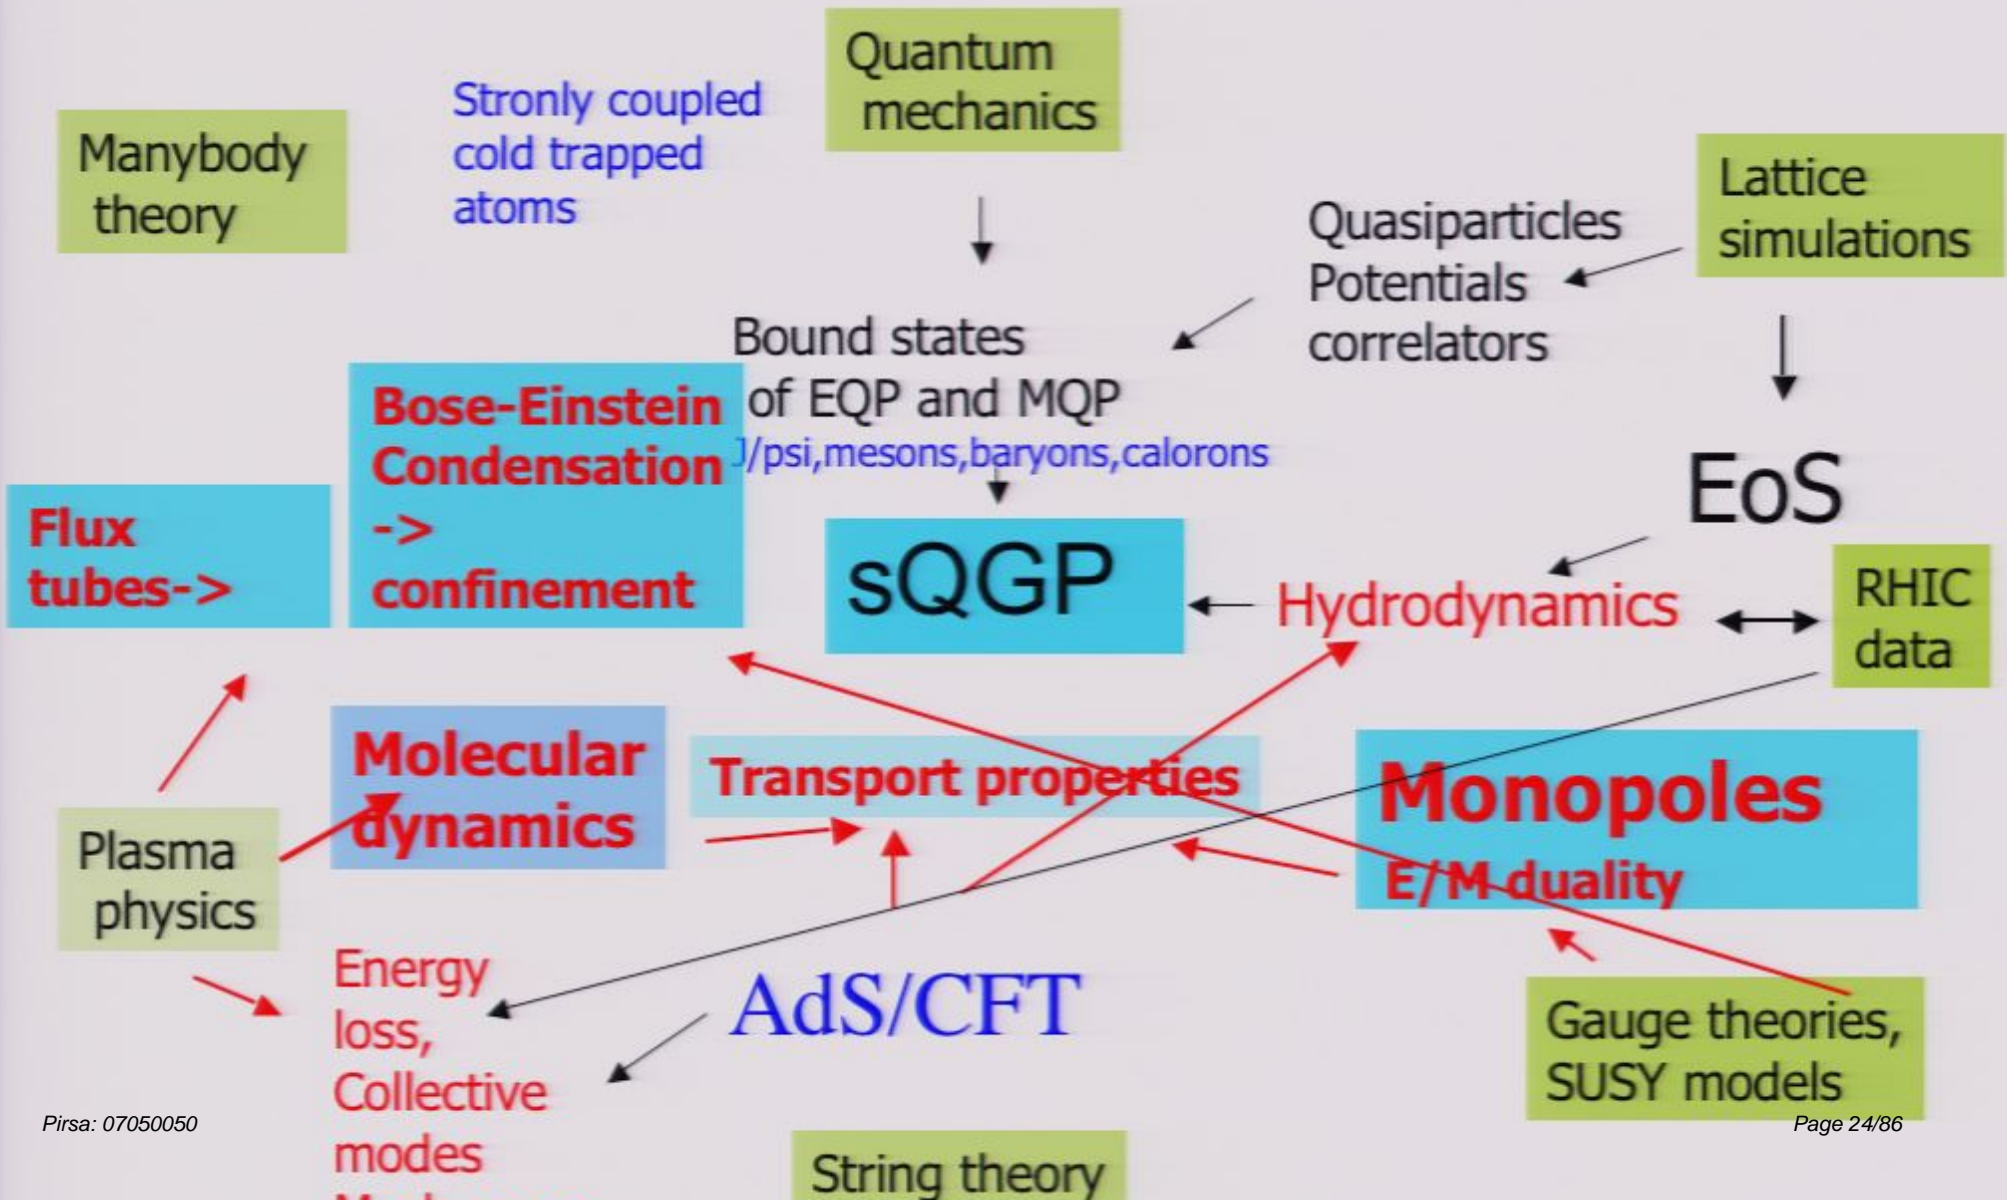 Quantum
mechanics
Stronly coupled
cold trapped
atoms
Manybody
theory
Lattice
simulations
Quasiparticles
Potentials
correlators
Bound states
of EQP and MQP
J/psi,mesons,baryons,calorons
Bose-Einstein
Condensation
->
confinement
Flux
tubes->
EoS
sQGP
Hydrodynamics
RHIC
data
Molecular
dynamics
Transport properties
Monopoles
E/M duality
Plasma
physics
Energy
loss,
Collective
modes
AdS/CFT
Gauge theories,
SUSY models
String theory
Pirsa: 07050050
Page 24/86